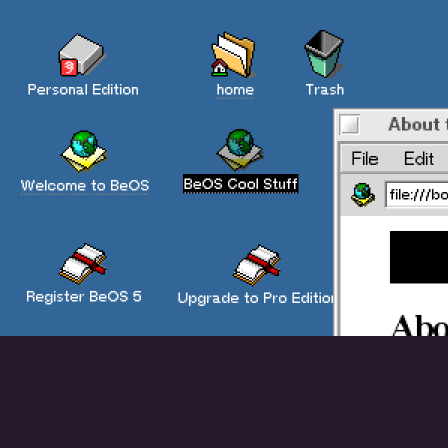 Personal Edition
home
Trash
About
Welcome to BeOS
BeOS Cool Stuff
File Edit
file:///bo
Register BeOS 5
Upgrade to Pro Edition
Abo